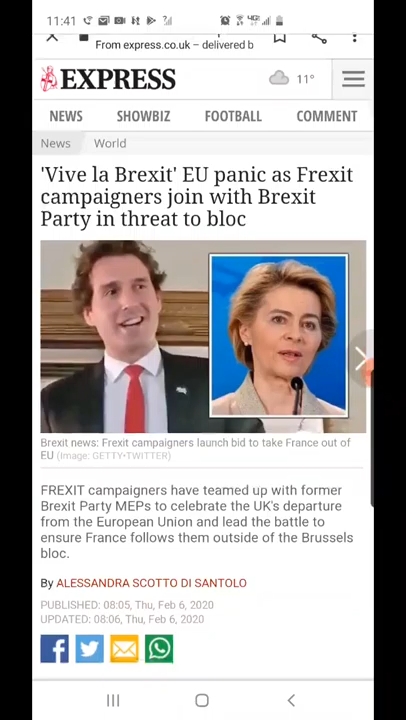 11:41
From express.co.uk – delivered b
EXPRESS
11°
NEWS SHOWBIZ FOOTBALL COMMENT
News World
'Vive la Brexit' EU panic as Frexit
campaigners join with Brexit
Party in threat to bloc
Brexit news: Frexit campaigners launch bid to take France out of
EU (Image: GETTY•TWITTER)
FREXIT campaigners have teamed up with former
Brexit Party MEPs to celebrate the UK's departure
from the European Union and lead the battle to
ensure France follows them outside of the Brussels
bloc.
By ALESSANDRA SCOTTO DI SANTOLO
PUBLISHED: 08:05, Thu, Feb 6, 2020
UPDATED: 08:06, Thu, Feb 6, 2020